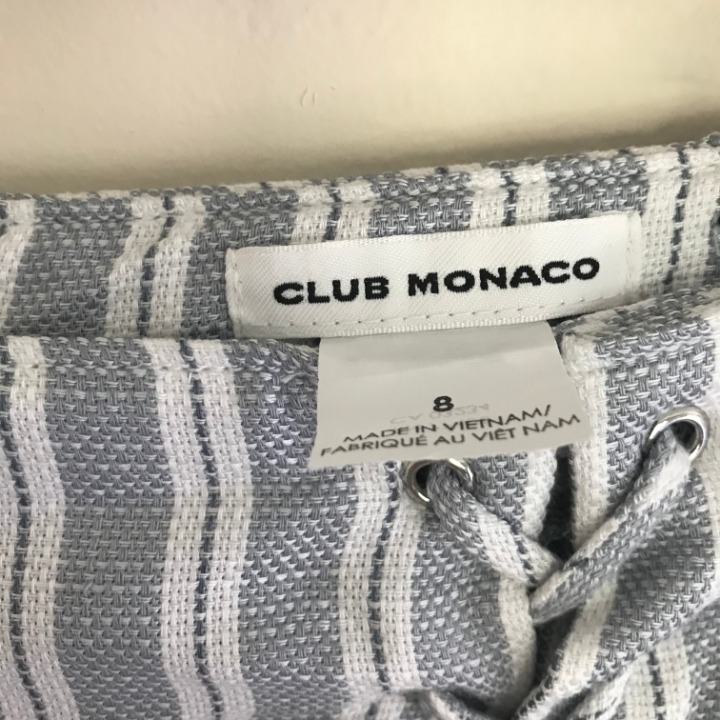 CLUB MONACO
8
MADE IN VIETNAM/
FABRIQUÉ AU VIÊT NAM